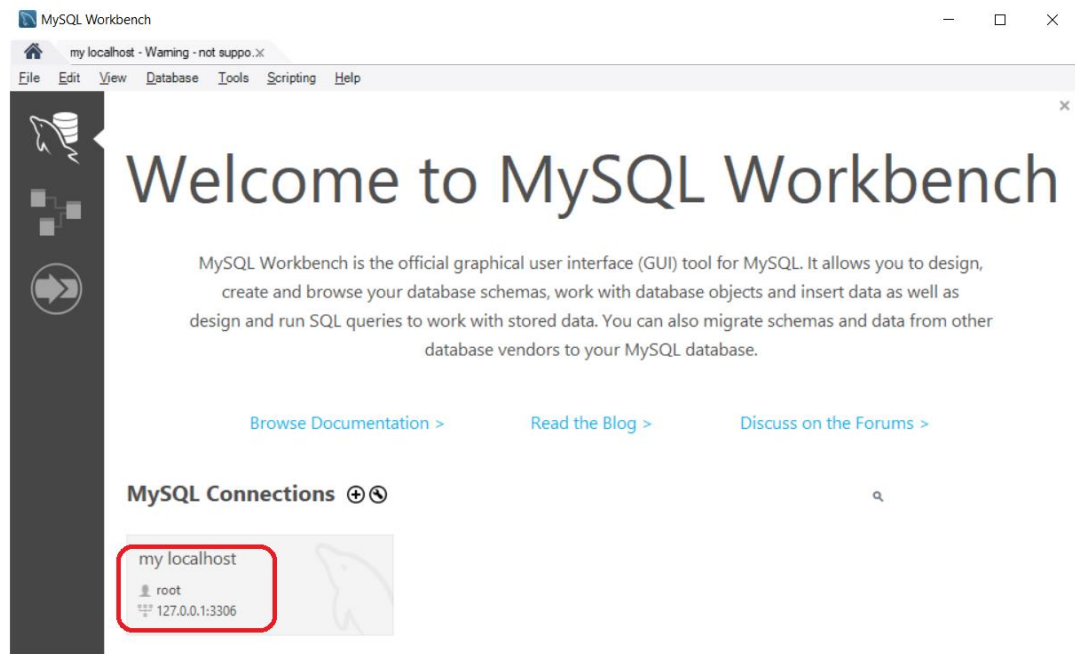 MySQL Workbench
my localhost - Warning - not suppo.
File Edit View Database Tools Scripting Help
Welcome to MySQL Workbench
MySQL Workbench is the official graphical user interface (GUI) tool for MySQL. It allows you to design,
create and browse your database schemas, work with database objects and insert data as well as
design and run SQL queries to work with stored data. You can also migrate schemas and data from other
database vendors to your MySQL database.
Browse Documentation > Read the Blog > Discuss on the Forums >
MySQL Connections
my localhost
root
127.0.0.1:3306